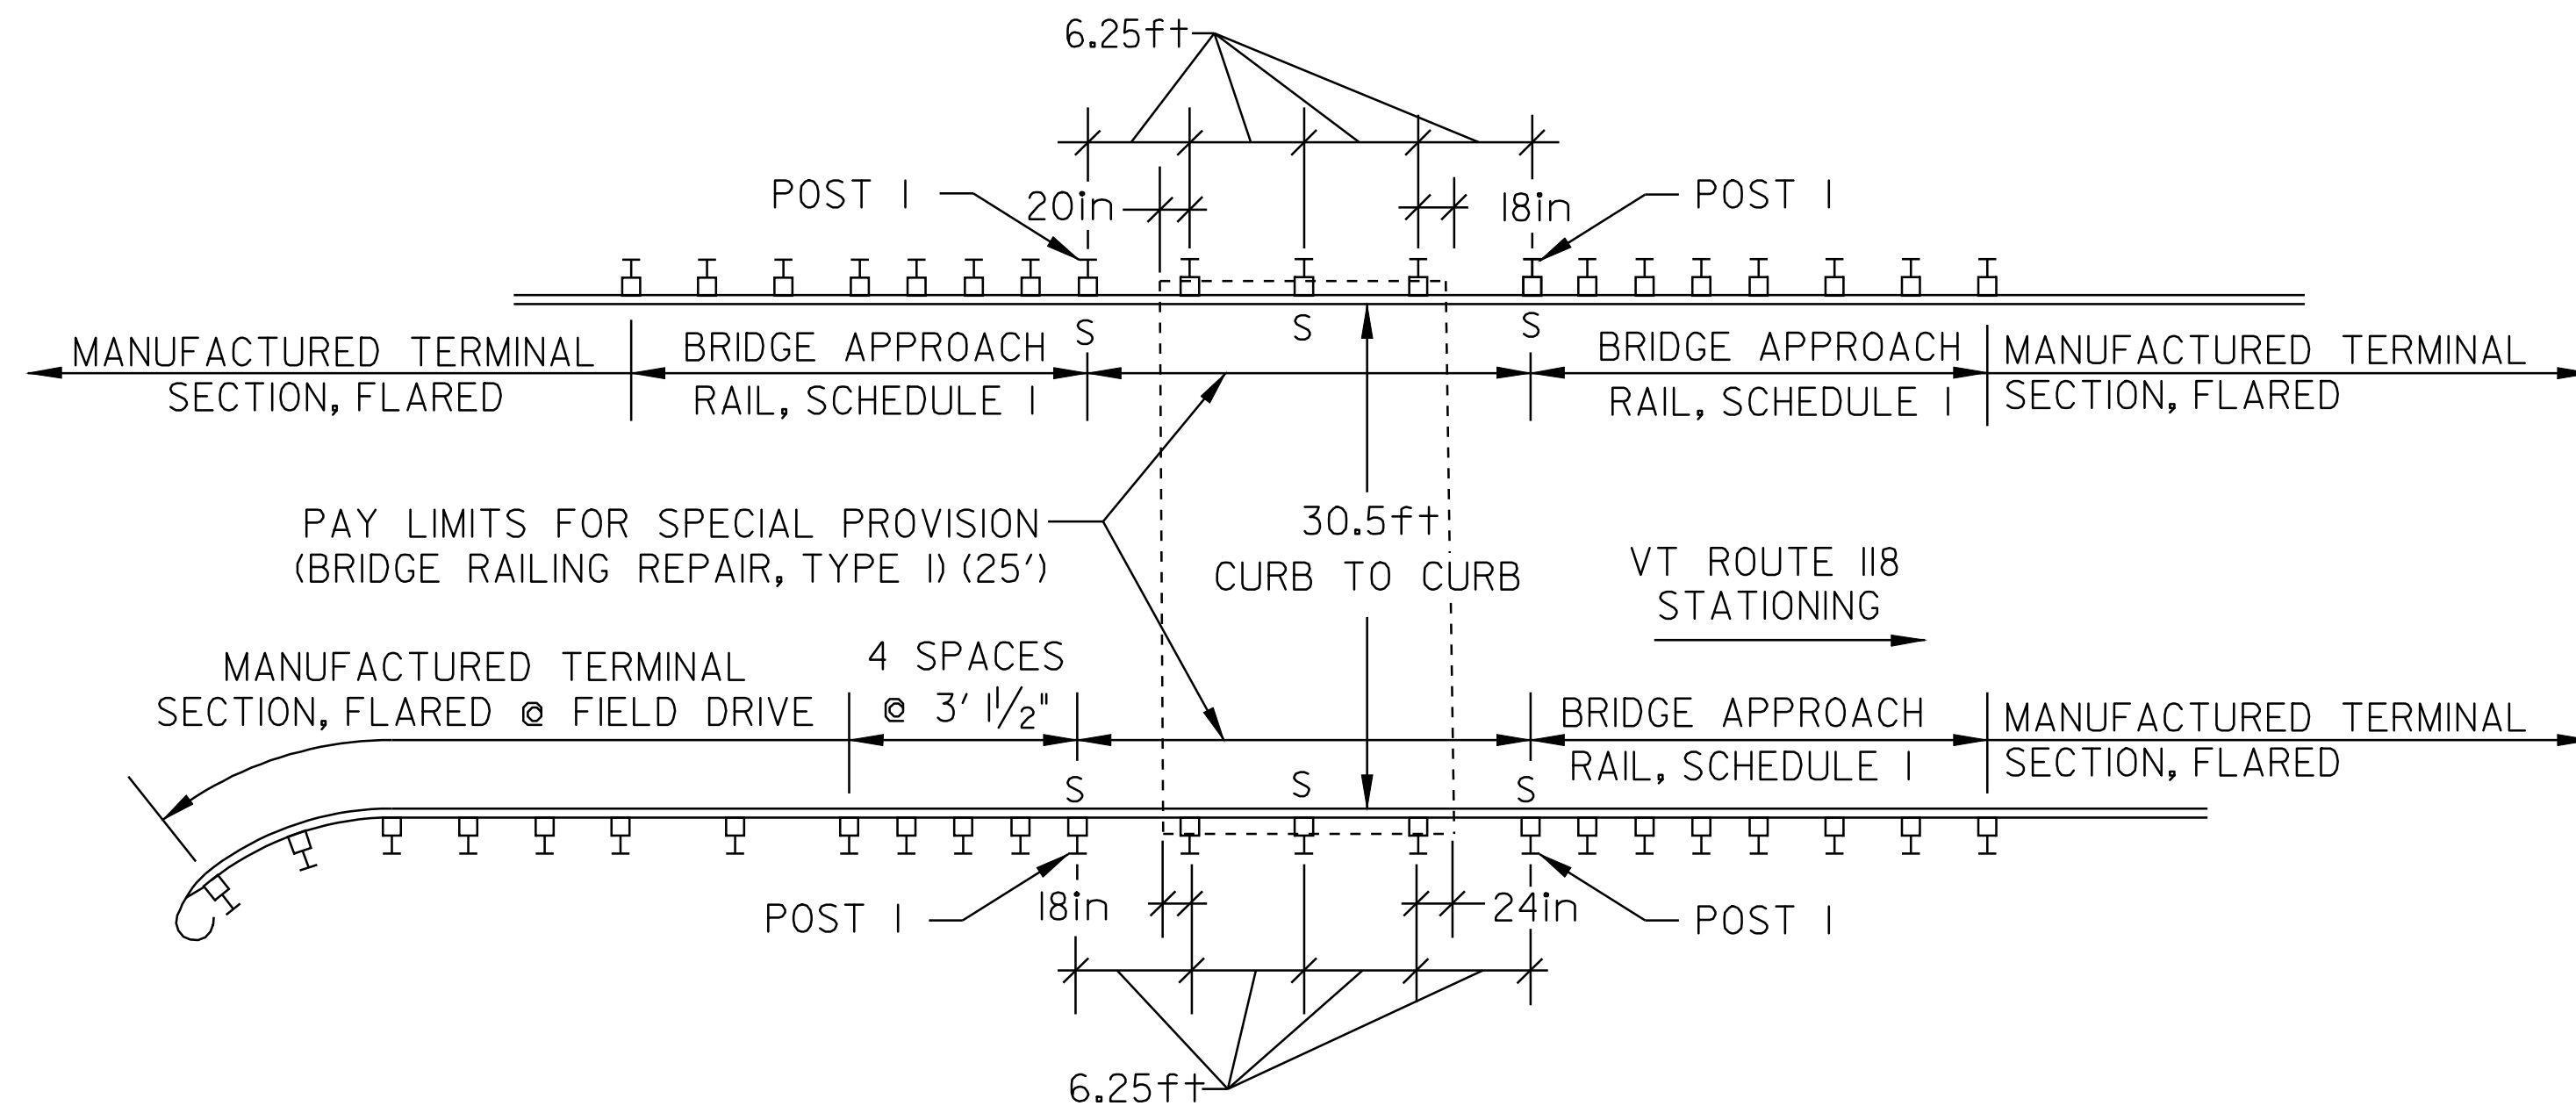 6.25ft
POST 1
20in
18in
POST 1
S
S
S
MANUFACTURED TERMINAL
SECTION, FLARED
BRIDGE APPROACH
RAIL, SCHEDULE 1
BRIDGE APPROACH
RAIL, SCHEDULE 1
MANUFACTURED TERMINAL
SECTION, FLARED
PAY LIMITS FOR SPECIAL PROVISION
(BRIDGE RAILING REPAIR, TYPE 1) (25')
30.5ft
CURB TO CURB
VT ROUTE 118
STATIONING
MANUFACTURED TERMINAL
SECTION, FLARED @ FIELD DRIVE
4 SPACES
@ 3' 1 1/2"
BRIDGE APPROACH
RAIL, SCHEDULE 1
MANUFACTURED TERMINAL
SECTION, FLARED
S
S
S
POST 1
18in
24in
POST 1
6.25ft